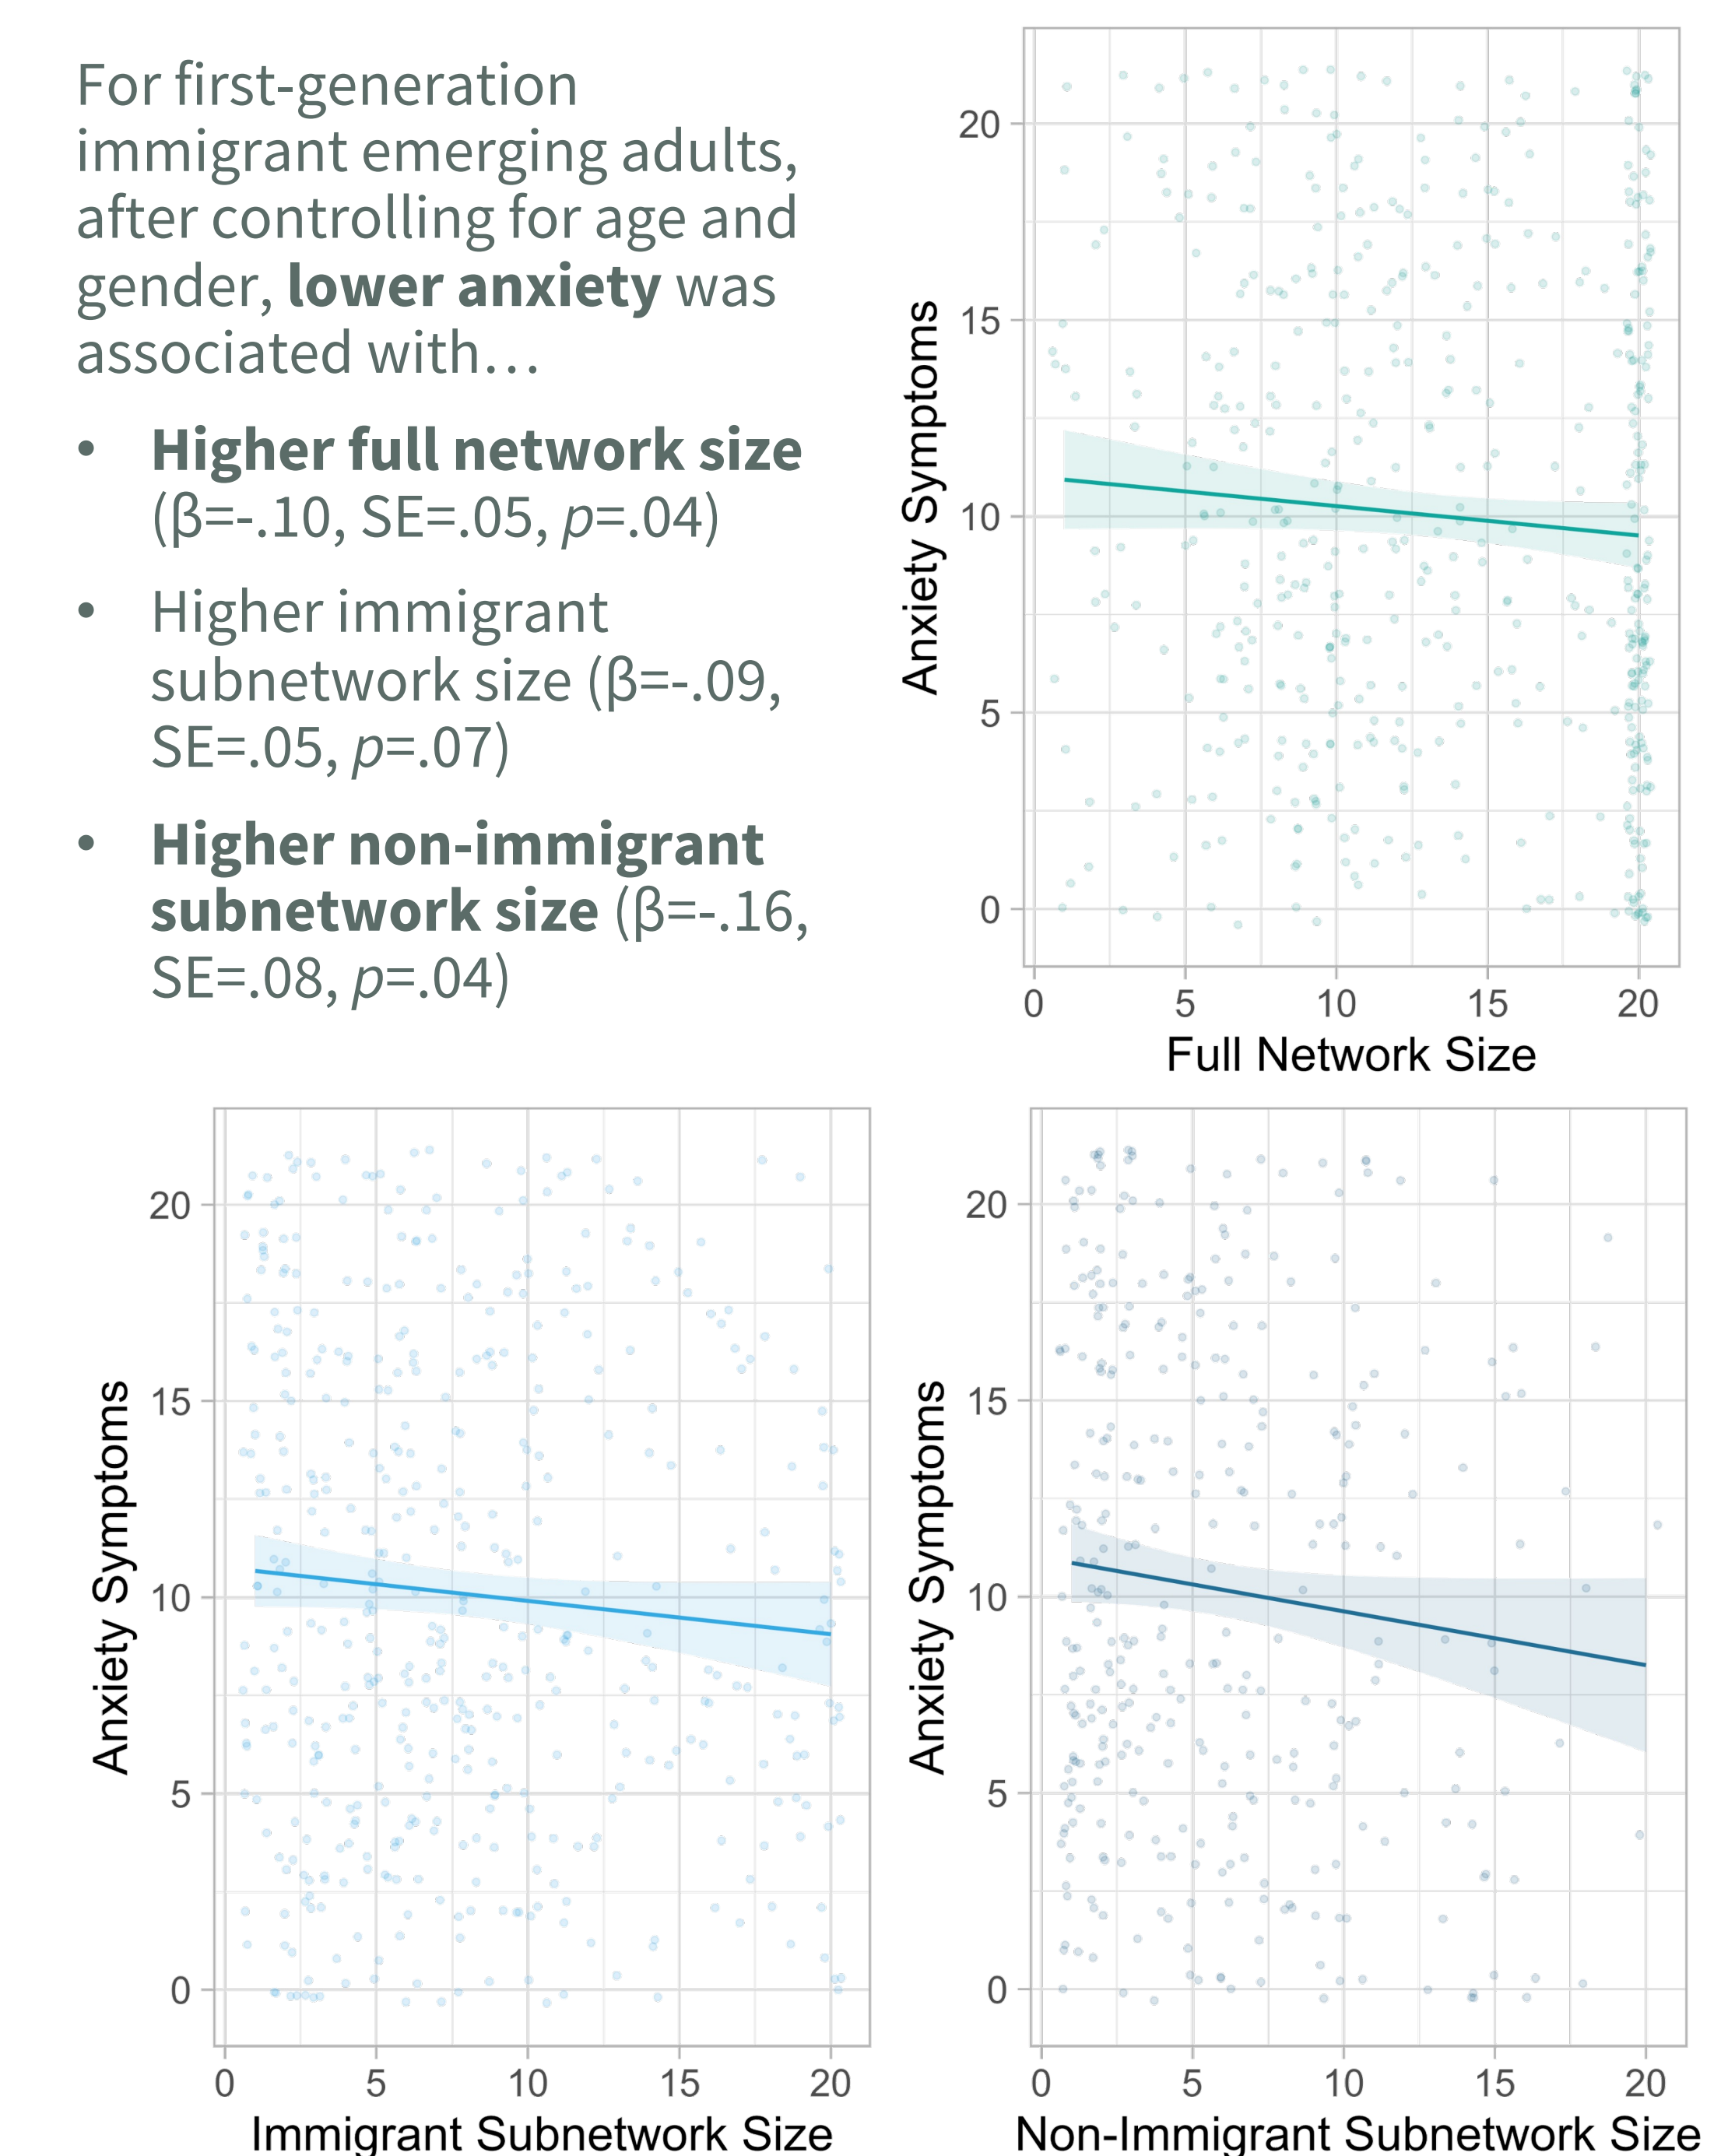 For first-generation
immigrant emerging adults,
after controlling for age and
gender, lower anxiety was
associated with…
• Higher full network size
(β=-.10, SE=.05, p=.04)
• Higher immigrant
subnetwork size (β=-.09,
SE=.05, p=.07)
• Higher non-immigrant
subnetwork size (β=-.16,
SE=.08, p=.04)
Anxiety Symptoms
20
15
10
5
0
0 5 10 15 20
Full Network Size
Anxiety Symptoms
20
15
10
5
0
0 5 10 15 20
Immigrant Subnetwork Size
Anxiety Symptoms
20
15
10
5
0
0 5 10 15 20
Non-Immigrant Subnetwork Size